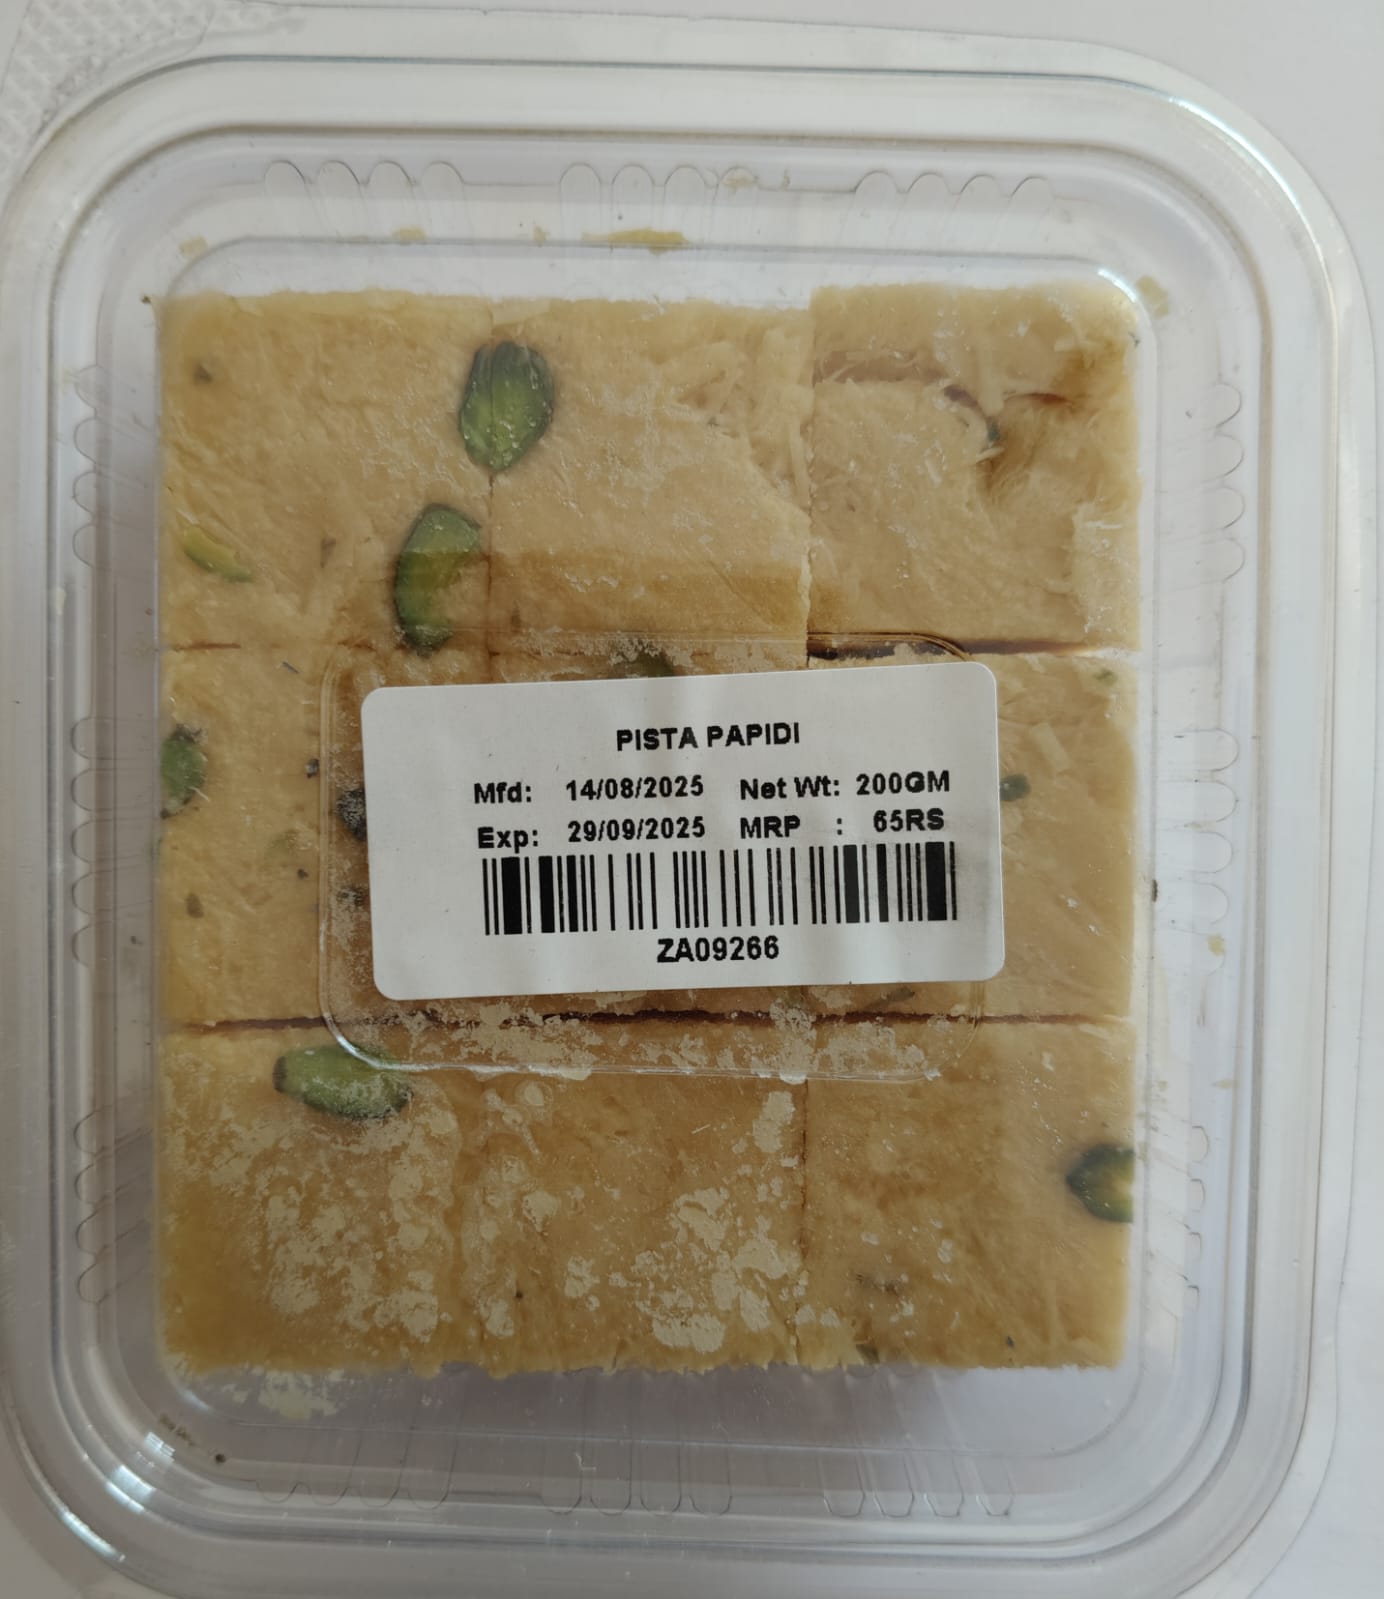 PISTA PAPIDI
Mfd: 14/08/2025 Net Wt: 200GM
Exp: 29/09/2025 MRP : 65RS
ZA09266